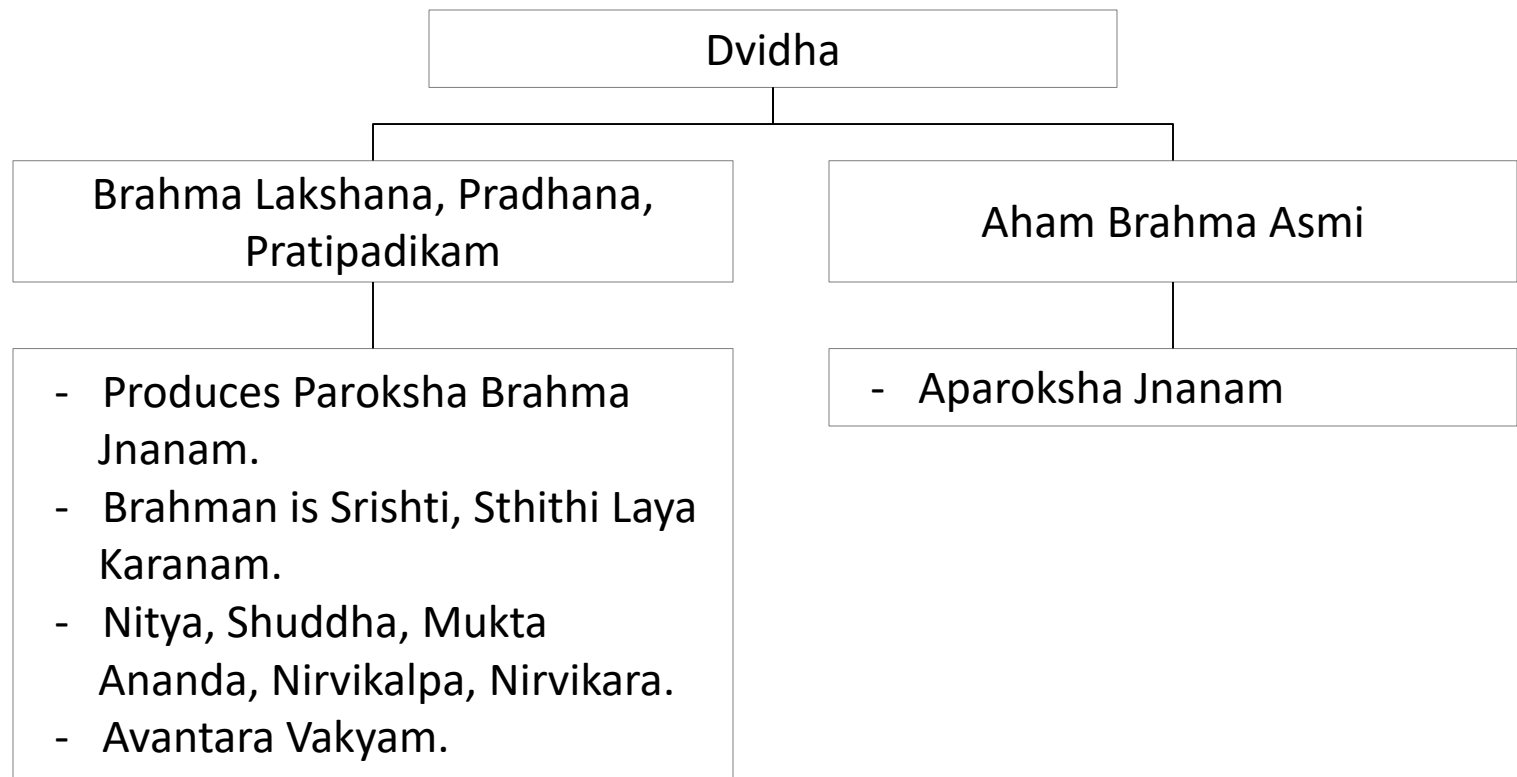 Dvidha
Brahma Lakshana, Pradhana,
Pratipadikam
Aham Brahma Asmi
- Produces Paroksha Brahma
Jnanam.
- Brahman is Srishti, Sthithi Laya
Karanam.
- Nitya, Shuddha, Mukta
Ananda, Nirvikalpa, Nirvikara.
- Avantara Vakyam.
- Aparoksha Jnanam